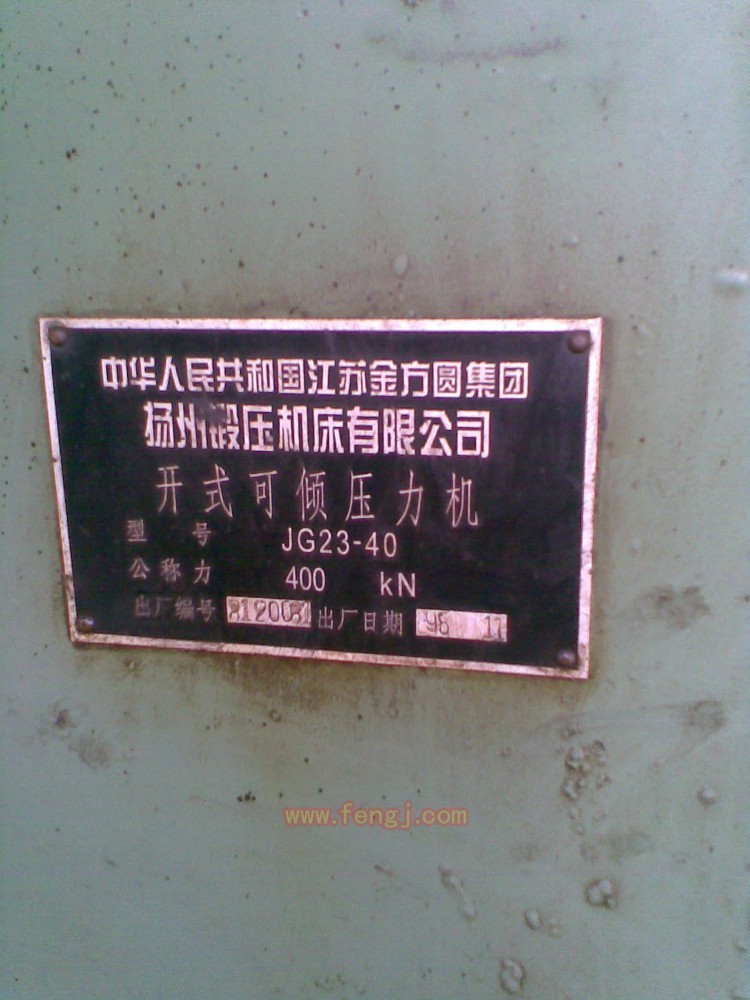 中华人民共和国江苏金方圆集团
扬州锻压机床有限公司
开式可倾压力机
型 号 JG23-40
公称力 400 kN
出厂编号 812008 出厂日期 98 11
www.fengj.com